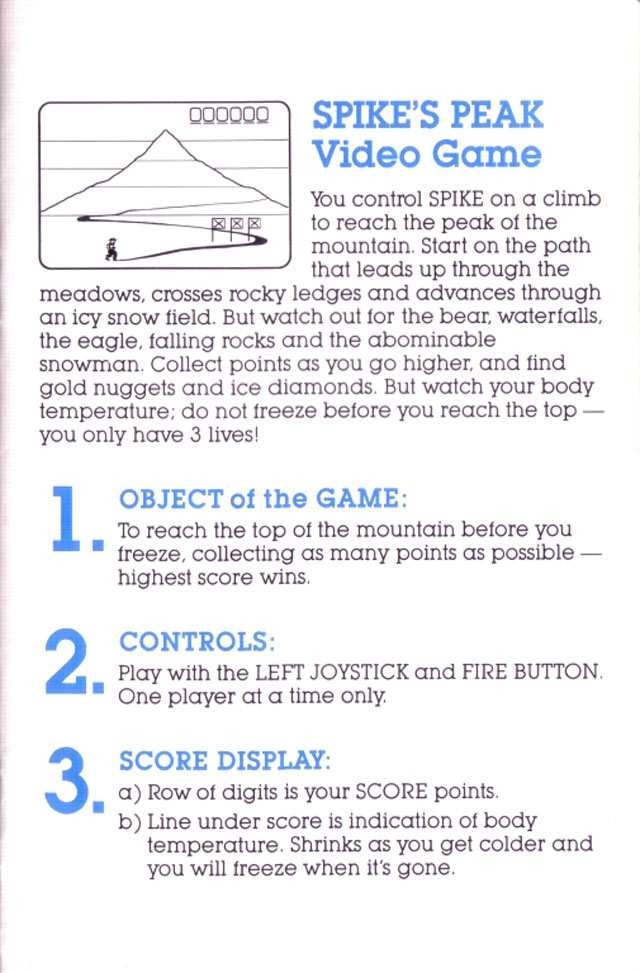 000000
SPIKE'S PEAK
Video Game
You control SPIKE on a climb
to reach the peak of the
mountain. Start on the path
that leads up through the
meadows, crosses rocky ledges and advances through
an icy snow field. But watch out for the bear, waterfalls,
the eagle, falling rocks and the abominable
snowman. Collect points as you go higher, and find
gold nuggets and ice diamonds. But watch your body
temperature; do not freeze before you reach the top —
you only have 3 lives!
1. OBJECT of the GAME:
To reach the top of the mountain before you
freeze, collecting as many points as possible —
highest score wins.
2. CONTROLS:
Play with the LEFT JOYSTICK and FIRE BUTTON.
One player at a time only.
3. SCORE DISPLAY:
a) Row of digits is your SCORE points.
b) Line under score is indication of body
temperature. Shrinks as you get colder and
you will freeze when it's gone.